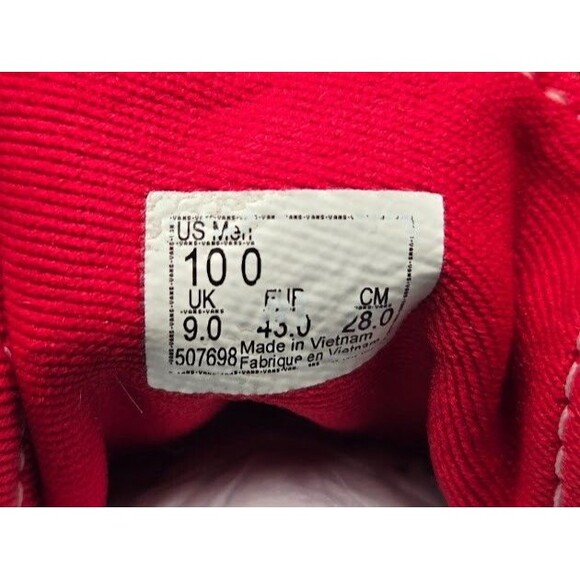 US Men
10 0
UK EUR CM
9.0 43.0 28.0
507698 Made in Vietnam
Fabrique en Vietnam